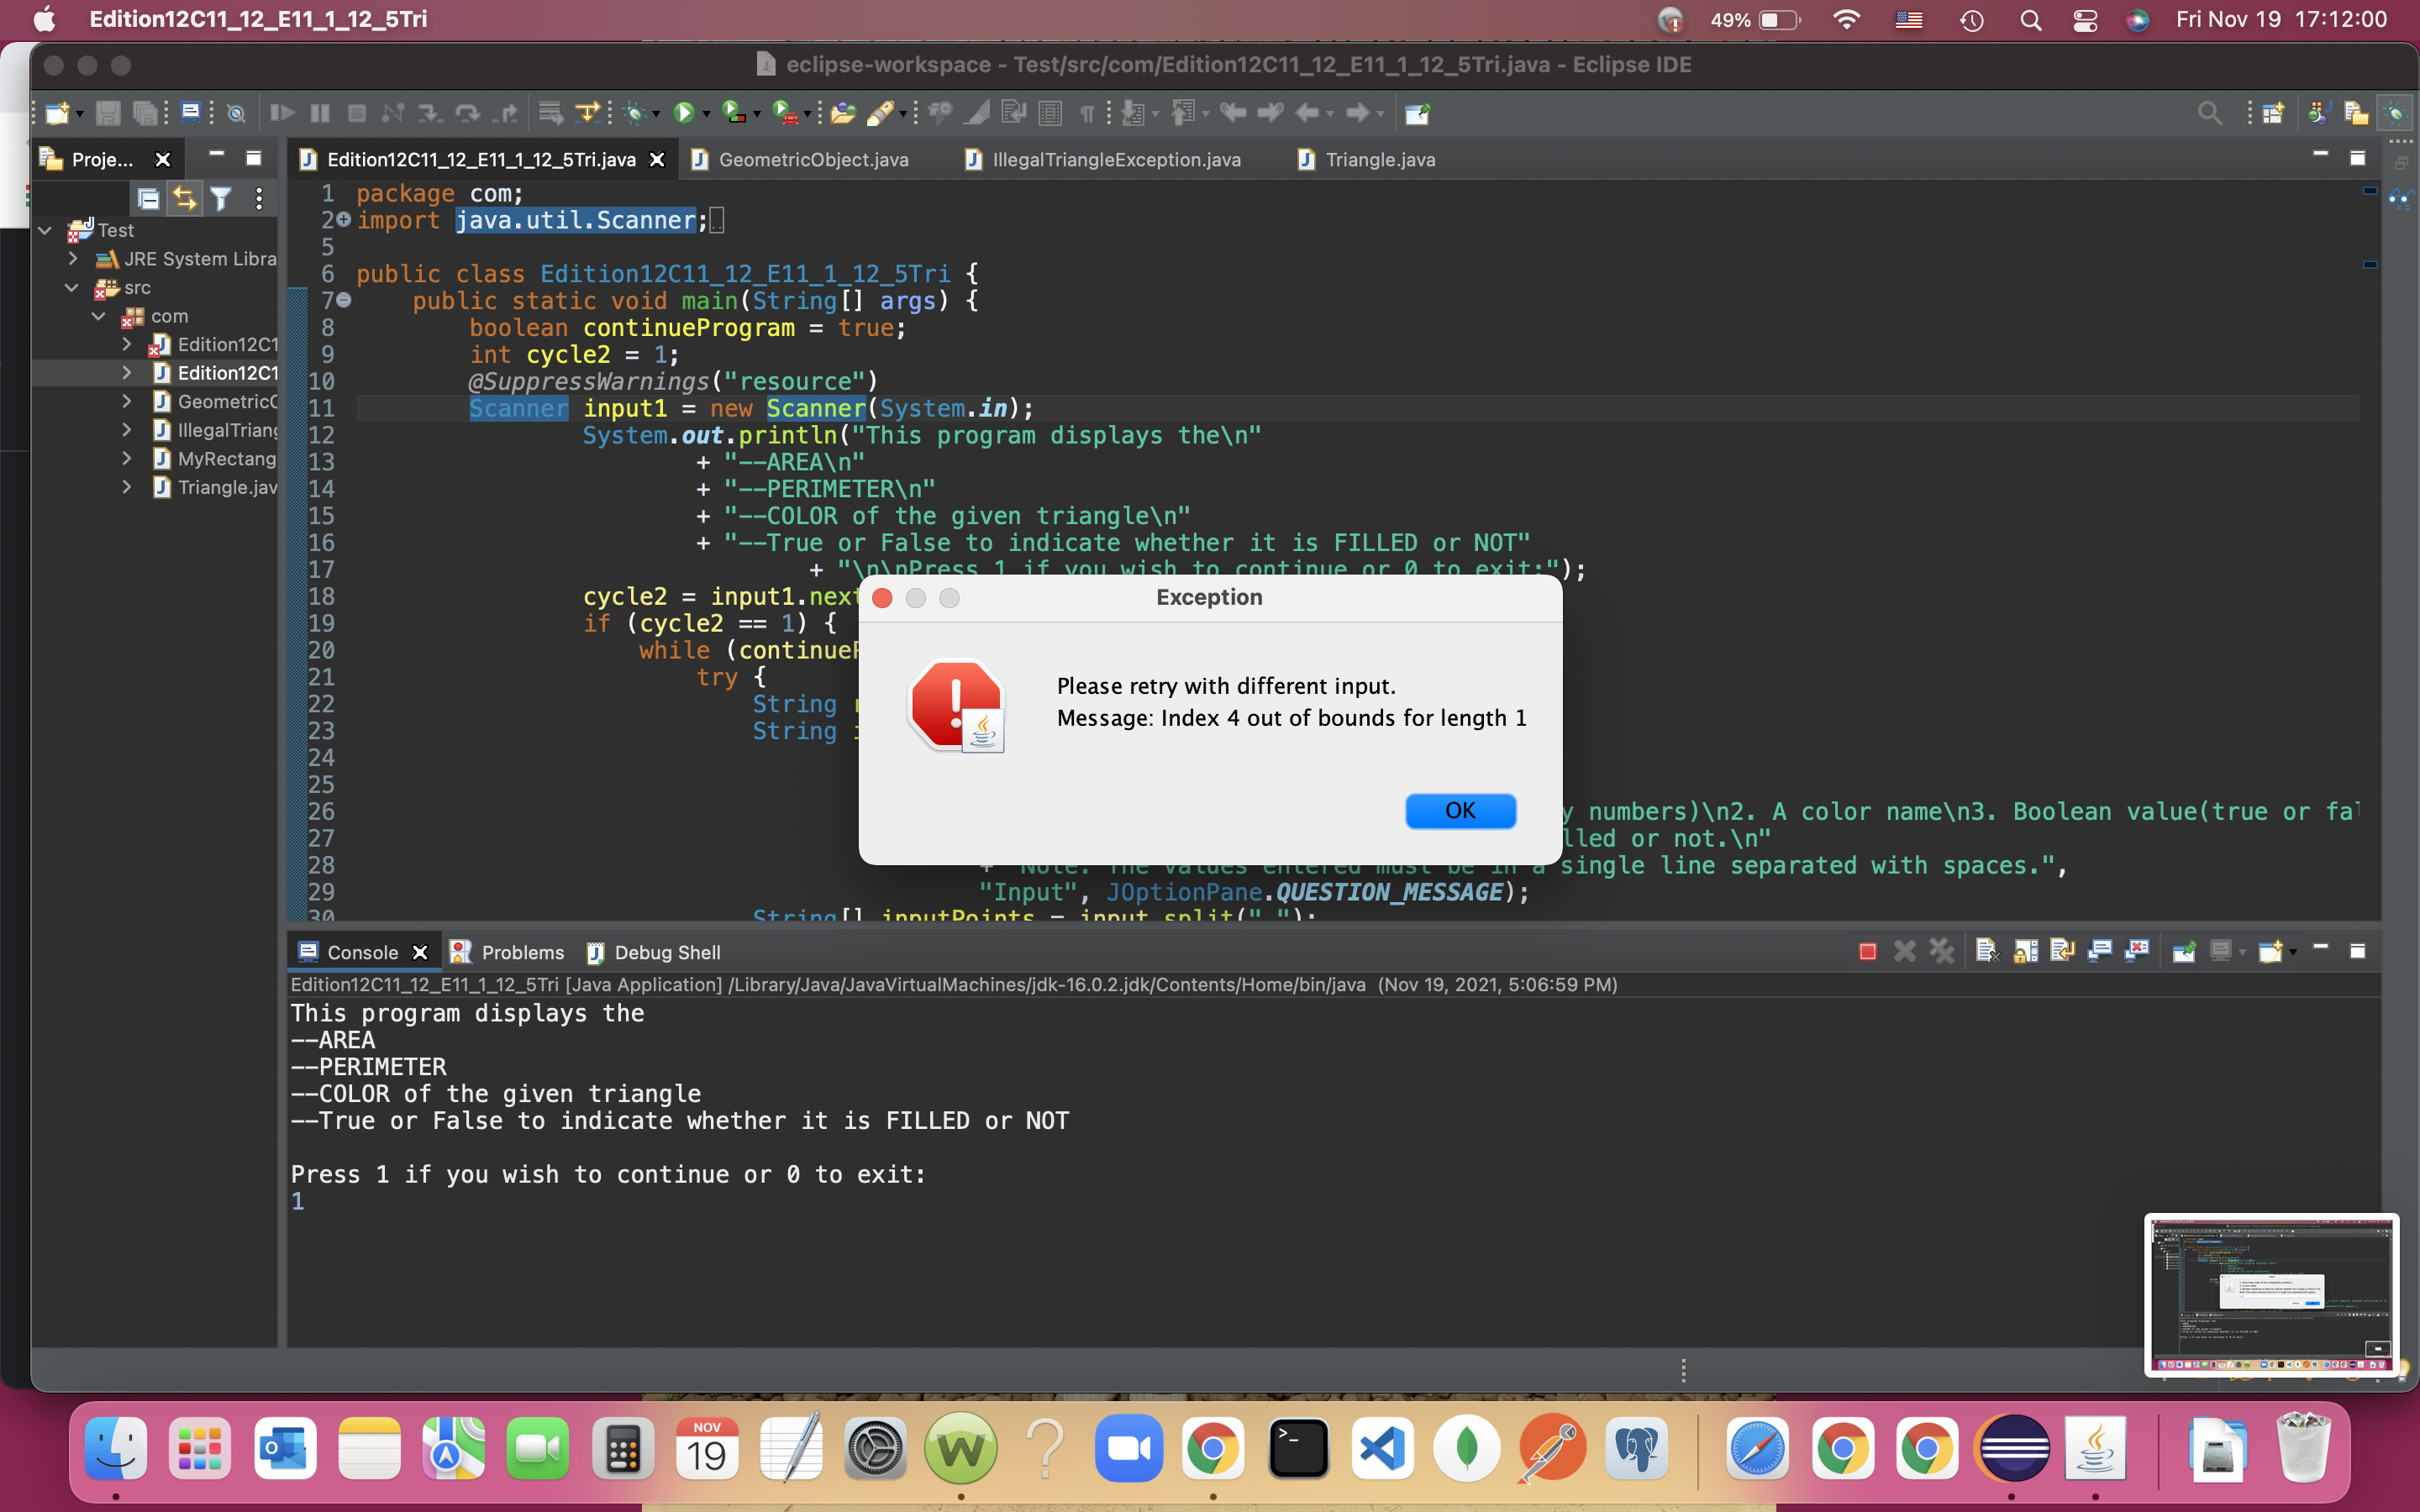 Edition12C11_12_E11_1_12_5Tri
49%
Fri Nov 19 17:12:00
eclipse-workspace - Test/src/com/Edition12C11_12_E11_1_12_5Tri.java - Eclipse IDE
Proje...
Edition12C11_12_E11_1_12_5Tri.java
GeometricObject.java
IllegalTriangleException.java
Triangle.java
Test
JRE System Libra
src
com
Edition12C1
Edition12C1
GeometricC
IllegalTriang
MyRectang
Triangle.jav
1 package com;
2 import java.util.Scanner;
5
6 public class Edition12C11_12_E11_1_12_5Tri {
7 public static void main(String[] args) {
8 boolean continueProgram = true;
9 int cycle2 = 1;
10 @SuppressWarnings("resource")
11 Scanner input1 = new Scanner(System.in);
12 System.out.println("This program displays the\n"
13 + "--AREA\n"
14 + "--PERIMETER\n"
15 + "--COLOR of the given triangle\n"
16 + "--True or False to indicate whether it is FILLED or NOT"
17 + "\n\nPress 1 if you wish to continue or 0 to exit:");
18 cycle2 = input1.next
19 if (cycle2 == 1) {
20 while (continueP
21 try {
22 String
23 String
24
25
26 y numbers)\n2. A color name\n3. Boolean value(true or fal
27 lled or not.\n"
28 + "Note: The values entered must be in a single line separated with spaces.",
29 "Input", JOptionPane.QUESTION_MESSAGE);
30 String[] inputPoints = input.split(" ");
Exception
Please retry with different input.
Message: Index 4 out of bounds for length 1
OK
Console
Problems
Debug Shell
Edition12C11_12_E11_1_12_5Tri [Java Application] /Library/Java/JavaVirtualMachines/jdk-16.0.2.jdk/Contents/Home/bin/java (Nov 19, 2021, 5:06:59 PM)
This program displays the
--AREA
--PERIMETER
--COLOR of the given triangle
--True or False to indicate whether it is FILLED or NOT
Press 1 if you wish to continue or 0 to exit:
1
NOV
19